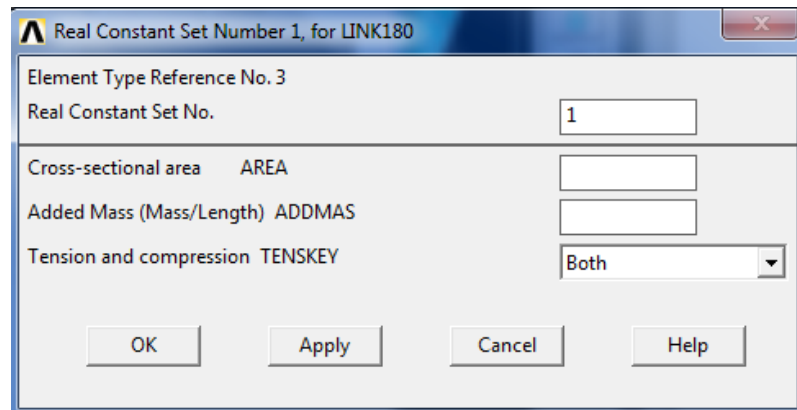 Real Constant Set Number 1, for LINK180
Element Type Reference No. 3
Real Constant Set No. 1
Cross-sectional area AREA
Added Mass (Mass/Length) ADDMAS
Tension and compression TENSKEY Both
OK Apply Cancel Help